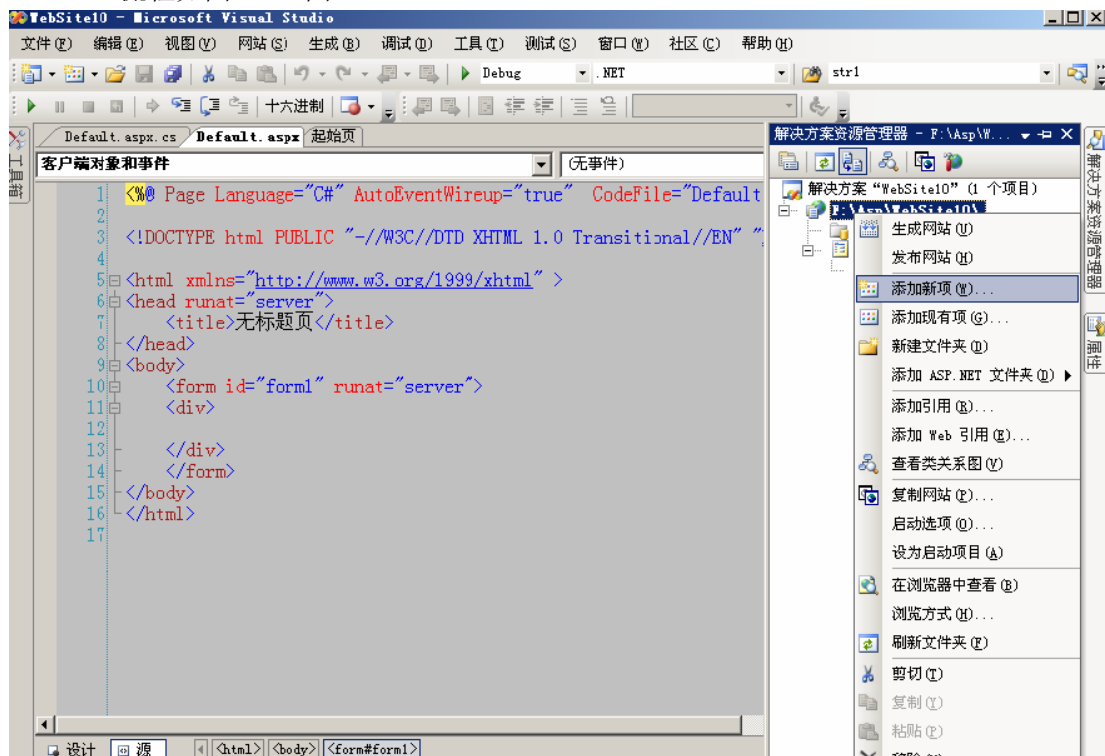 WebSite10 - Microsoft Visual Studio
文件(F) 编辑(E) 视图(V) 网站(S) 生成(B) 调试(D) 工具(T) 测试(S) 窗口(W) 社区(C) 帮助(H)
Debug .NET str1
十六进制
Default.aspx.cs Default.aspx 起始页
客户端对象和事件 (无事件)
1 <%@ Page Language="C#" AutoEventWireup="true" CodeFile="Default
2
3 <!DOCTYPE html PUBLIC "-//W3C//DTD XHTML 1.0 Transitional//EN" "
4
5 <html xmlns="http://www.w3.org/1999/xhtml" >
6 <head runat="server">
7 <title>无标题页</title>
8 </head>
9 <body>
10 <form id="form1" runat="server">
11 <div>
12
13 </div>
14 </form>
15 </body>
16 </html>
17
设计 源 <html> <body> <form#form1>
工具箱
解决方案资源管理器 - F:\Asp\W...
解决方案 "WebSite10" (1 个项目)
F:\Asp\WebSite10\
生成网站(U)
发布网站(H)
添加新项(W)...
添加现有项(G)...
新建文件夹(D)
添加 ASP.NET 文件夹(D)
添加引用(R)...
添加 Web 引用(E)...
查看类关系图(V)
复制网站(P)...
启动选项(O)...
设为启动项目(A)
在浏览器中查看(B)
浏览方式(H)...
刷新文件夹(F)
剪切(T)
复制(Y)
粘贴(P)
解决方案资源管理器
属性